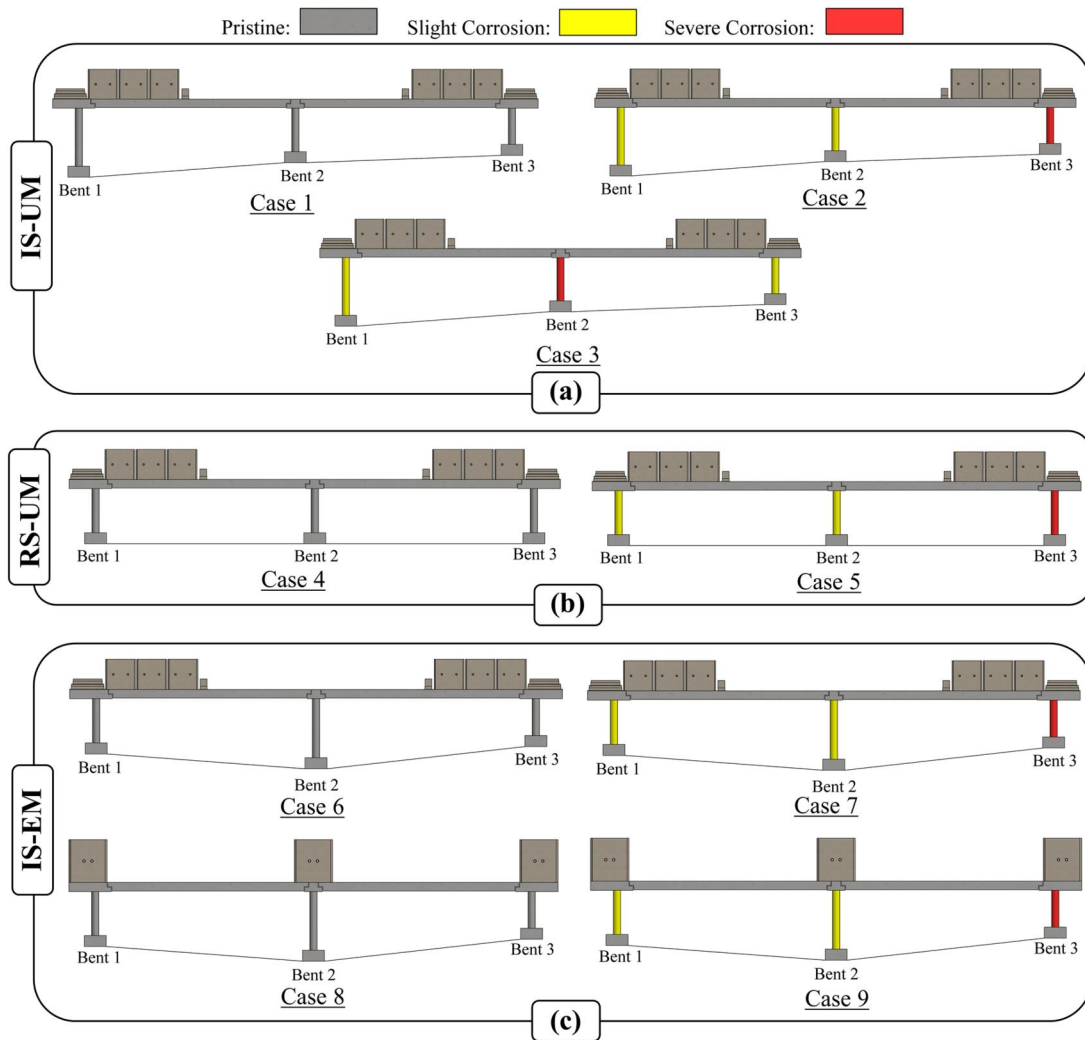 Pristine: Slight Corrosion: Severe Corrosion:
IS-UM
Bent 1 Bent 2 Bent 3
Case 1
Bent 1 Bent 2 Bent 3
Case 2
Bent 1 Bent 2 Bent 3
Case 3
(a)
RS-UM
Bent 1 Bent 2 Bent 3
Case 4
Bent 1 Bent 2 Bent 3
Case 5
(b)
IS-EM
Bent 1 Bent 2 Bent 3
Case 6
Bent 1 Bent 2 Bent 3
Case 7
Bent 1 Bent 2 Bent 3
Case 8
Bent 1 Bent 2 Bent 3
Case 9
(c)